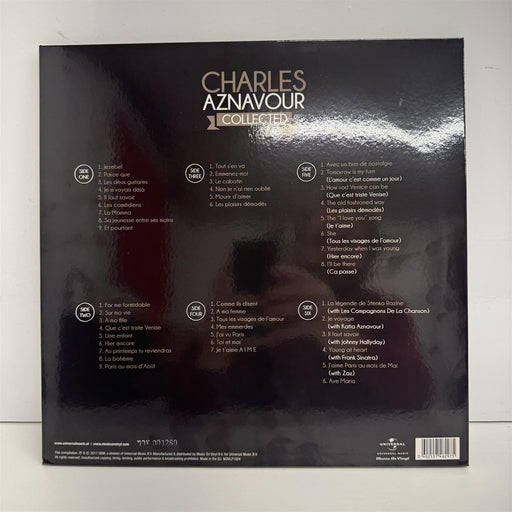 CHARLES
AZNAVOUR
COLLECTED
SIDE
ONE
1. Jezebel
2. Parce que
3. Les deux guitares
4. Je m'voyais déjà
5. Il faut savoir
6. Les comédiens
7. La Mamma
8. Sa jeunesse entre ses mains
9. Et pourtant
SIDE
TWO
1. For me formidable
2. Sur ma vie
3. A ma fille
4. Que c'est triste Venise
5. Une enfant
6. Hier encore
7. Au printemps tu reviendras
8. La bohème
9. Paris au mois d'Août
SIDE
THREE
1. Tout s'en va
2. Emmenez-moi
3. Le cabotin
4. Non je n'ai rien oublié
5. Mourir d'aimer
6. Les plaisirs démodés
SIDE
FOUR
1. Comme ils disent
2. A ma femme
3. Tous les visages de l'amour
4. Mes emmerdes
5. J'ai vu Paris
6. Toi et moi
7. Je t'aime A I M E
SIDE
FIVE
1. Avec un brin de nostalgie
2. Tomorrow is my turn
(L'amour c'est comme un jour)
3. How sad Venice can be
(Que c'est triste Venise)
4. The old fashioned way
(Les plaisirs démodés)
5. The "I love you" song
(Je t'aime)
6. She
(Tous les visages de l'amour)
7. Yesterday when I was young
(Hier encore)
8. I'll be there
(Ça passe)
SIDE
SIX
1. La légende de Stenka Razine
(with Les Compagnons De La Chanson)
2. Je voyage
(with Katia Aznavour)
3. Il faut savoir
(with Johnny Hallyday)
4. Young at heart
(with Frank Sinatra)
5. J'aime Paris au mois de Mai
(with Zaz)
6. Ave Maria
www.universalmusic.nl | www.musiconvinyl.com
001280
UNIVERSAL
UNIVERSAL MUSIC
Music On Vinyl